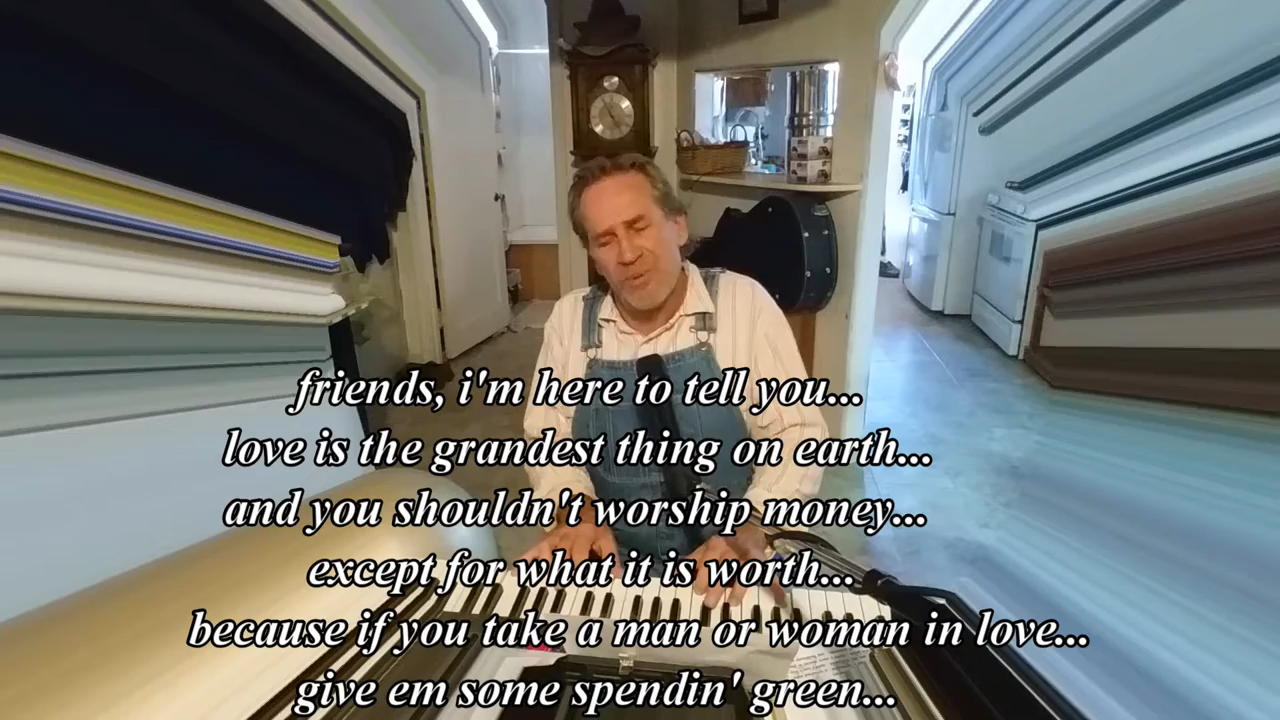 friends, i'm here to tell you...
love is the grandest thing on earth...
and you shouldn't worship money...
except for what it is worth...
because if you take a man or woman in love...
give em some spendin' green...